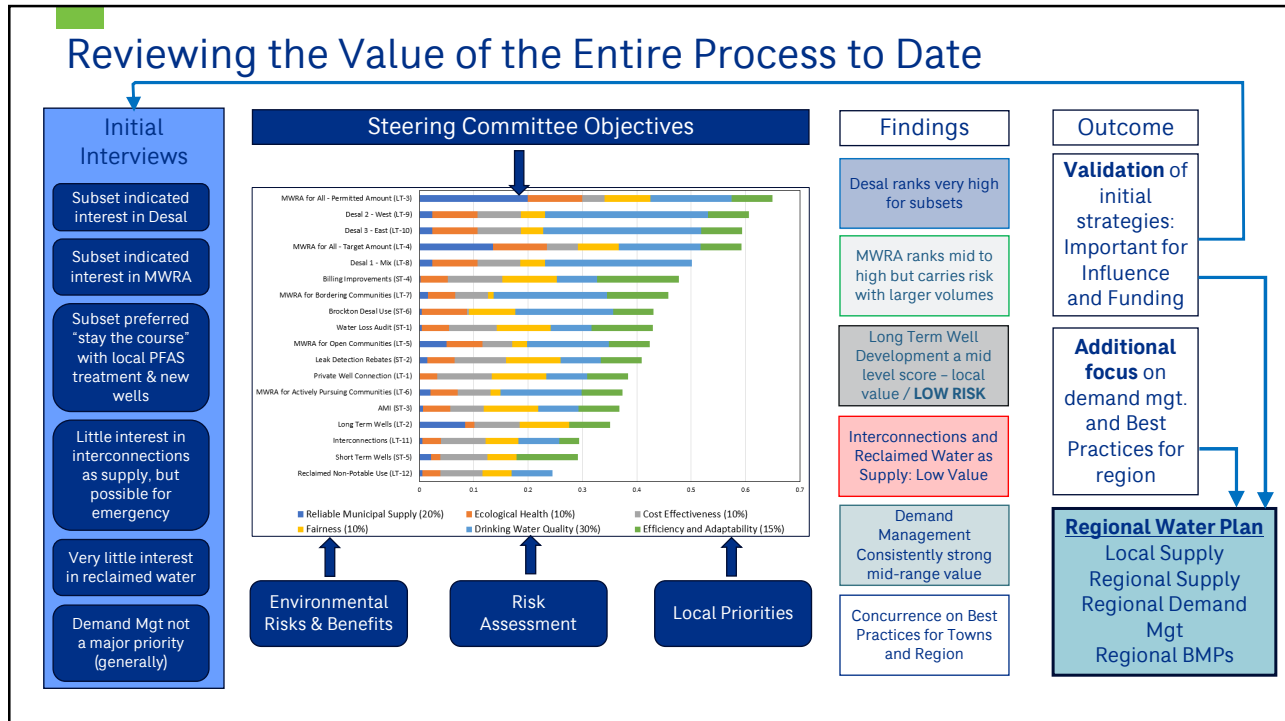 Reviewing the Value of the Entire Process to Date
Initial
Interviews
Subset indicated
interest in Desal
Subset indicated
interest in MWRA
Subset preferred
“stay the course”
with local PFAS
treatment & new
wells
Little interest in
interconnections
as supply, but
possible for
emergency
Very little interest
in reclaimed water
Demand Mgt not
a major priority
(generally)
Steering Committee Objectives
MWRA for All - Permitted Amount (LT-3)
Desal 2 - West (LT-9)
Desal 3 - East (LT-10)
MWRA for All - Target Amount (LT-4)
Desal 1 - Mix (LT-8)
Billing Improvements (ST-4)
MWRA for Bordering Communities (LT-7)
Brockton Desal Use (ST-6)
Water Loss Audit (ST-1)
MWRA for Open Communities (LT-5)
Leak Detection Rebates (ST-2)
Private Well Connection (LT-1)
MWRA for Actively Pursuing Communities (LT-6)
AMI (ST-3)
Long Term Wells (LT-2)
Interconnections (LT-11)
Short Term Wells (ST-5)
Reclaimed Non-Potable Use (LT-12)
0 0.1 0.2 0.3 0.4 0.5 0.6 0.7
Reliable Municipal Supply (20%) Ecological Health (10%) Cost Effectiveness (10%)
Fairness (10%) Drinking Water Quality (30%) Efficiency and Adaptability (15%)
Environmental
Risks & Benefits
Risk
Assessment
Local Priorities
Findings
Desal ranks very high
for subsets
MWRA ranks mid to
high but carries risk
with larger volumes
Long Term Well
Development a mid
level score – local
value / LOW RISK
Interconnections and
Reclaimed Water as
Supply: Low Value
Demand
Management
Consistently strong
mid-range value
Concurrence on Best
Practices for Towns
and Region
Outcome
Validation of
initial
strategies:
Important for
Influence
and Funding
Additional
focus on
demand mgt.
and Best
Practices for
region
Regional Water Plan
Local Supply
Regional Supply
Regional Demand
Mgt
Regional BMPs